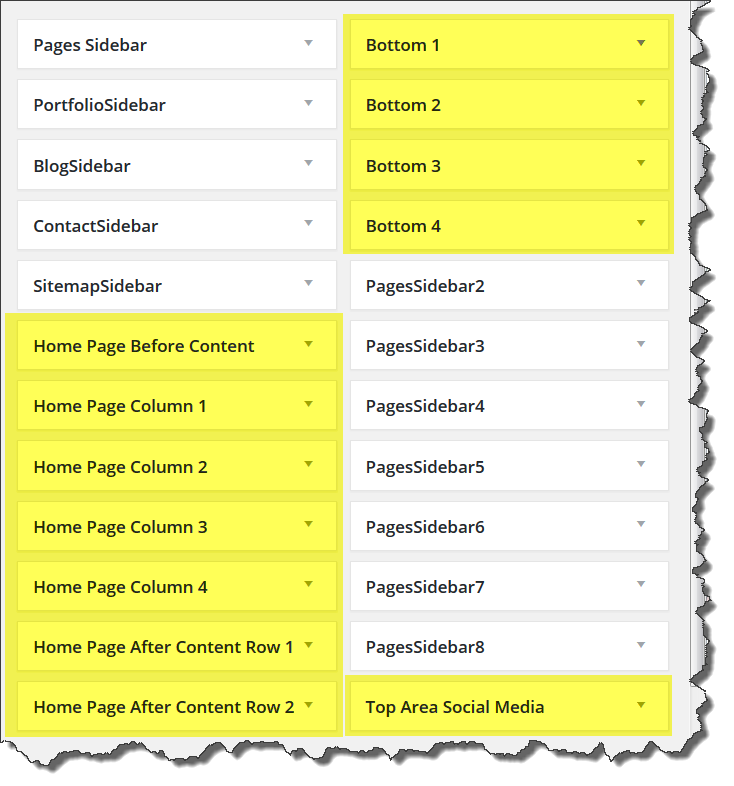 Pages Sidebar
PortfolioSidebar
BlogSidebar
ContactSidebar
SitemapSidebar
Home Page Before Content
Home Page Column 1
Home Page Column 2
Home Page Column 3
Home Page Column 4
Home Page After Content Row 1
Home Page After Content Row 2
Bottom 1
Bottom 2
Bottom 3
Bottom 4
PagesSidebar2
PagesSidebar3
PagesSidebar4
PagesSidebar5
PagesSidebar6
PagesSidebar7
PagesSidebar8
Top Area Social Media